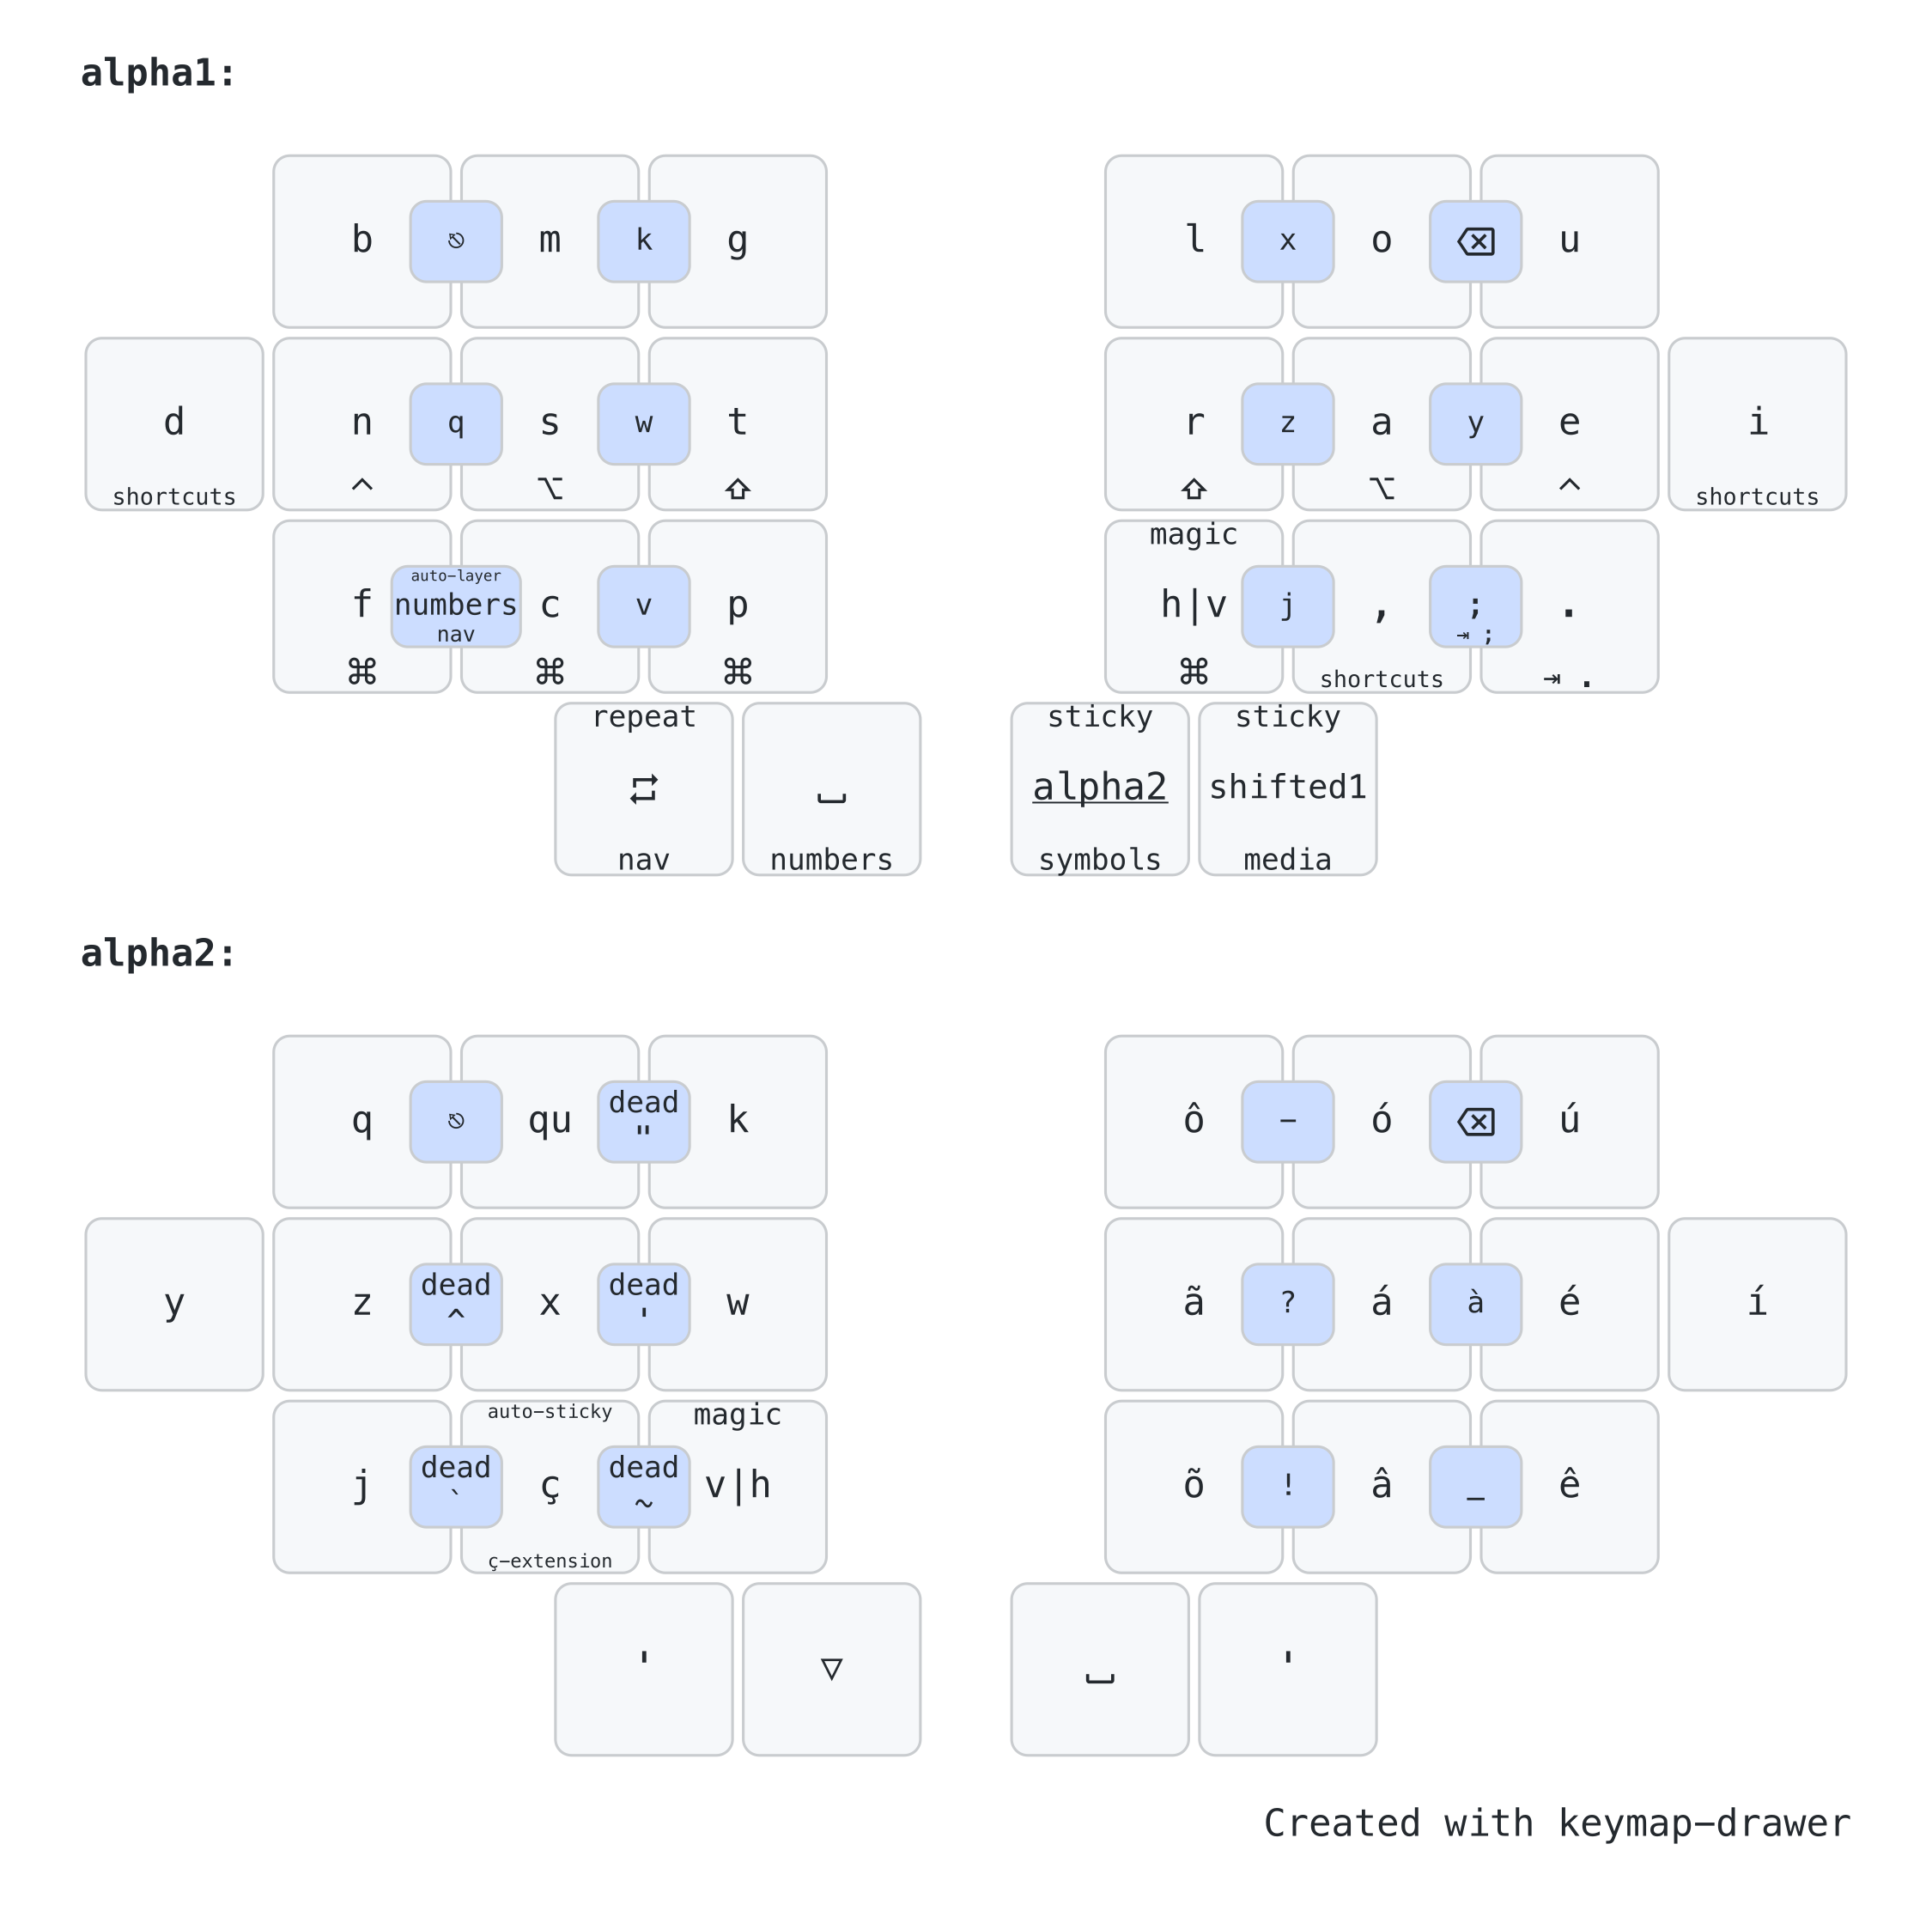 alpha1:
b ⎋ m k g l x o ⌫ u
d n q s w t r z a y e i
shortcuts ^ ⌥ ⇧ ⇧ ⌥ ^ shortcuts
magic
auto-layer
f numbers c v p h|v j , ; .
nav ⇥ ;
⌘ ⌘ ⌘ ⌘ shortcuts ⇥ .
repeat sticky sticky
🔁 ⎵ alpha2 shifted1
nav numbers symbols media
alpha2:
dead
q ⎋ qu " k ô − ó ⌫ ú
dead dead
y z ^ x ' w ã ? á à é í
auto-sticky magic
dead dead
j ` ç ~ v|h õ ! â _ ê
ç-extension
' ▽ ⎵ '
Created with keymap-drawer